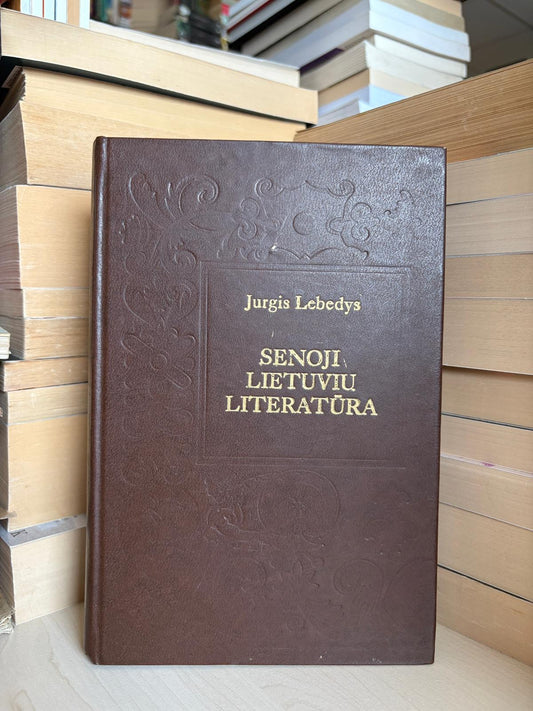 Jurgis Lebedys
SENOJI
LIETUVIŲ
LITERATŪRA